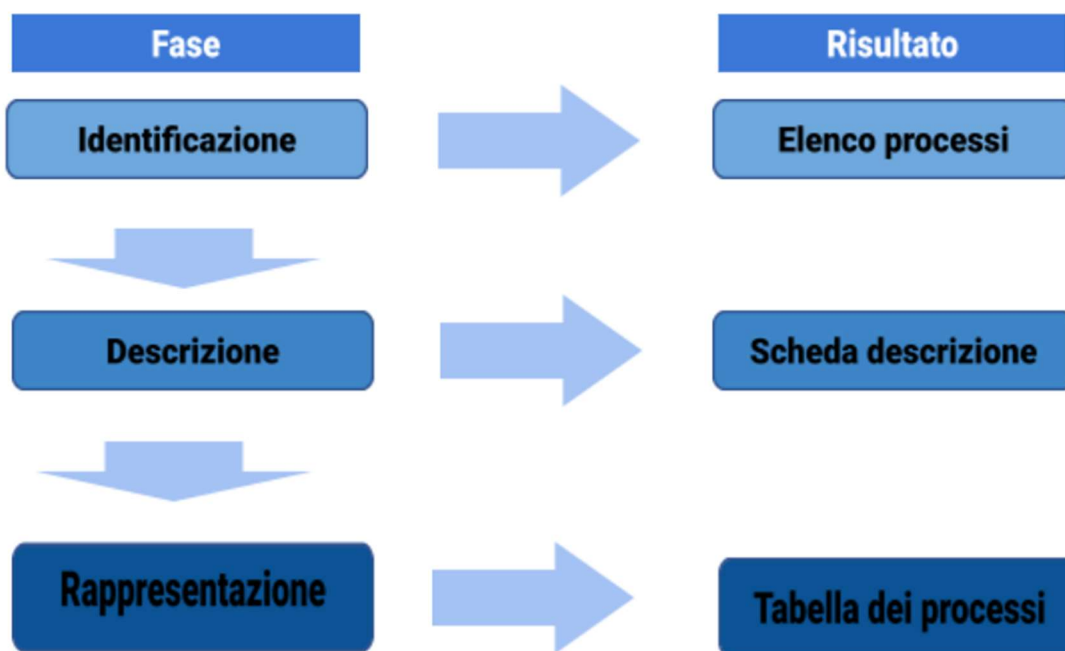 Fase
Risultato
Identificazione
Elenco processi
Descrizione
Scheda descrizione
Rappresentazione
Tabella dei processi